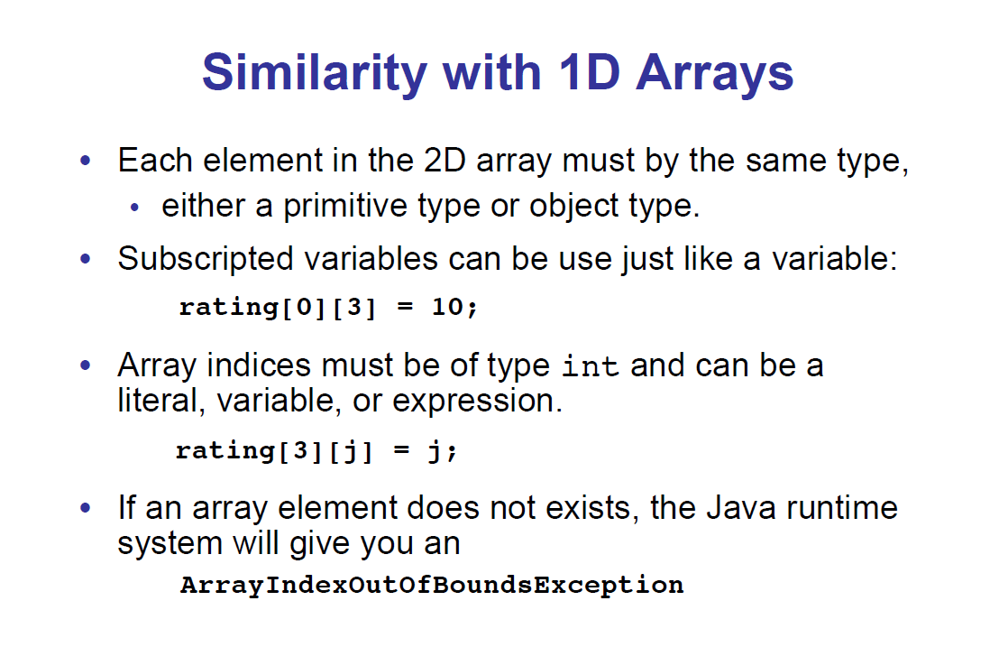 Similarity with 1D Arrays
• Each element in the 2D array must by the same type,
• either a primitive type or object type.
• Subscripted variables can be use just like a variable:
rating[0][3] = 10;
• Array indices must be of type int and can be a
literal, variable, or expression.
rating[3][j] = j;
• If an array element does not exists, the Java runtime
system will give you an
ArrayIndexOutOfBoundsException